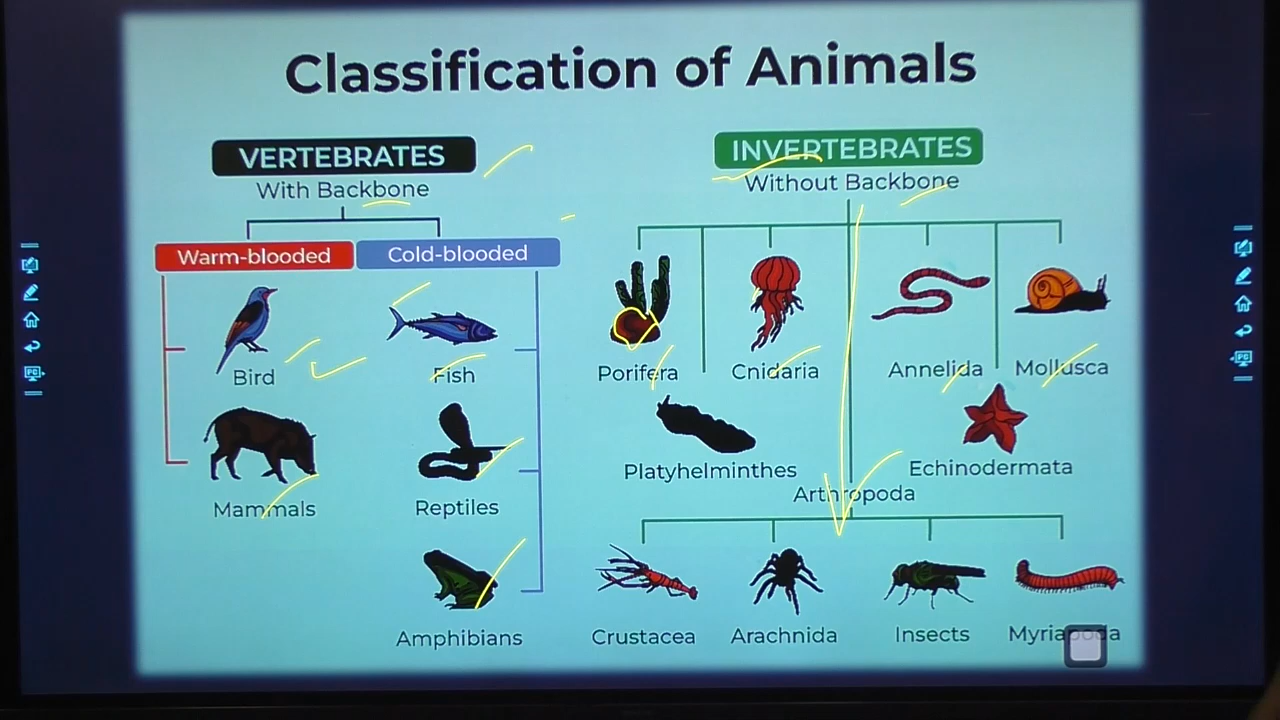 Classification of Animals
VERTEBRATES
With Backbone
Warm-blooded
Cold-blooded
Bird
Fish
Mammals
Reptiles
Amphibians
INVERTEBRATES
Without Backbone
Porifera
Cnidaria
Annelida
Mollusca
Platyhelminthes
Echinodermata
Arthropoda
Crustacea
Arachnida
Insects
Myriapoda